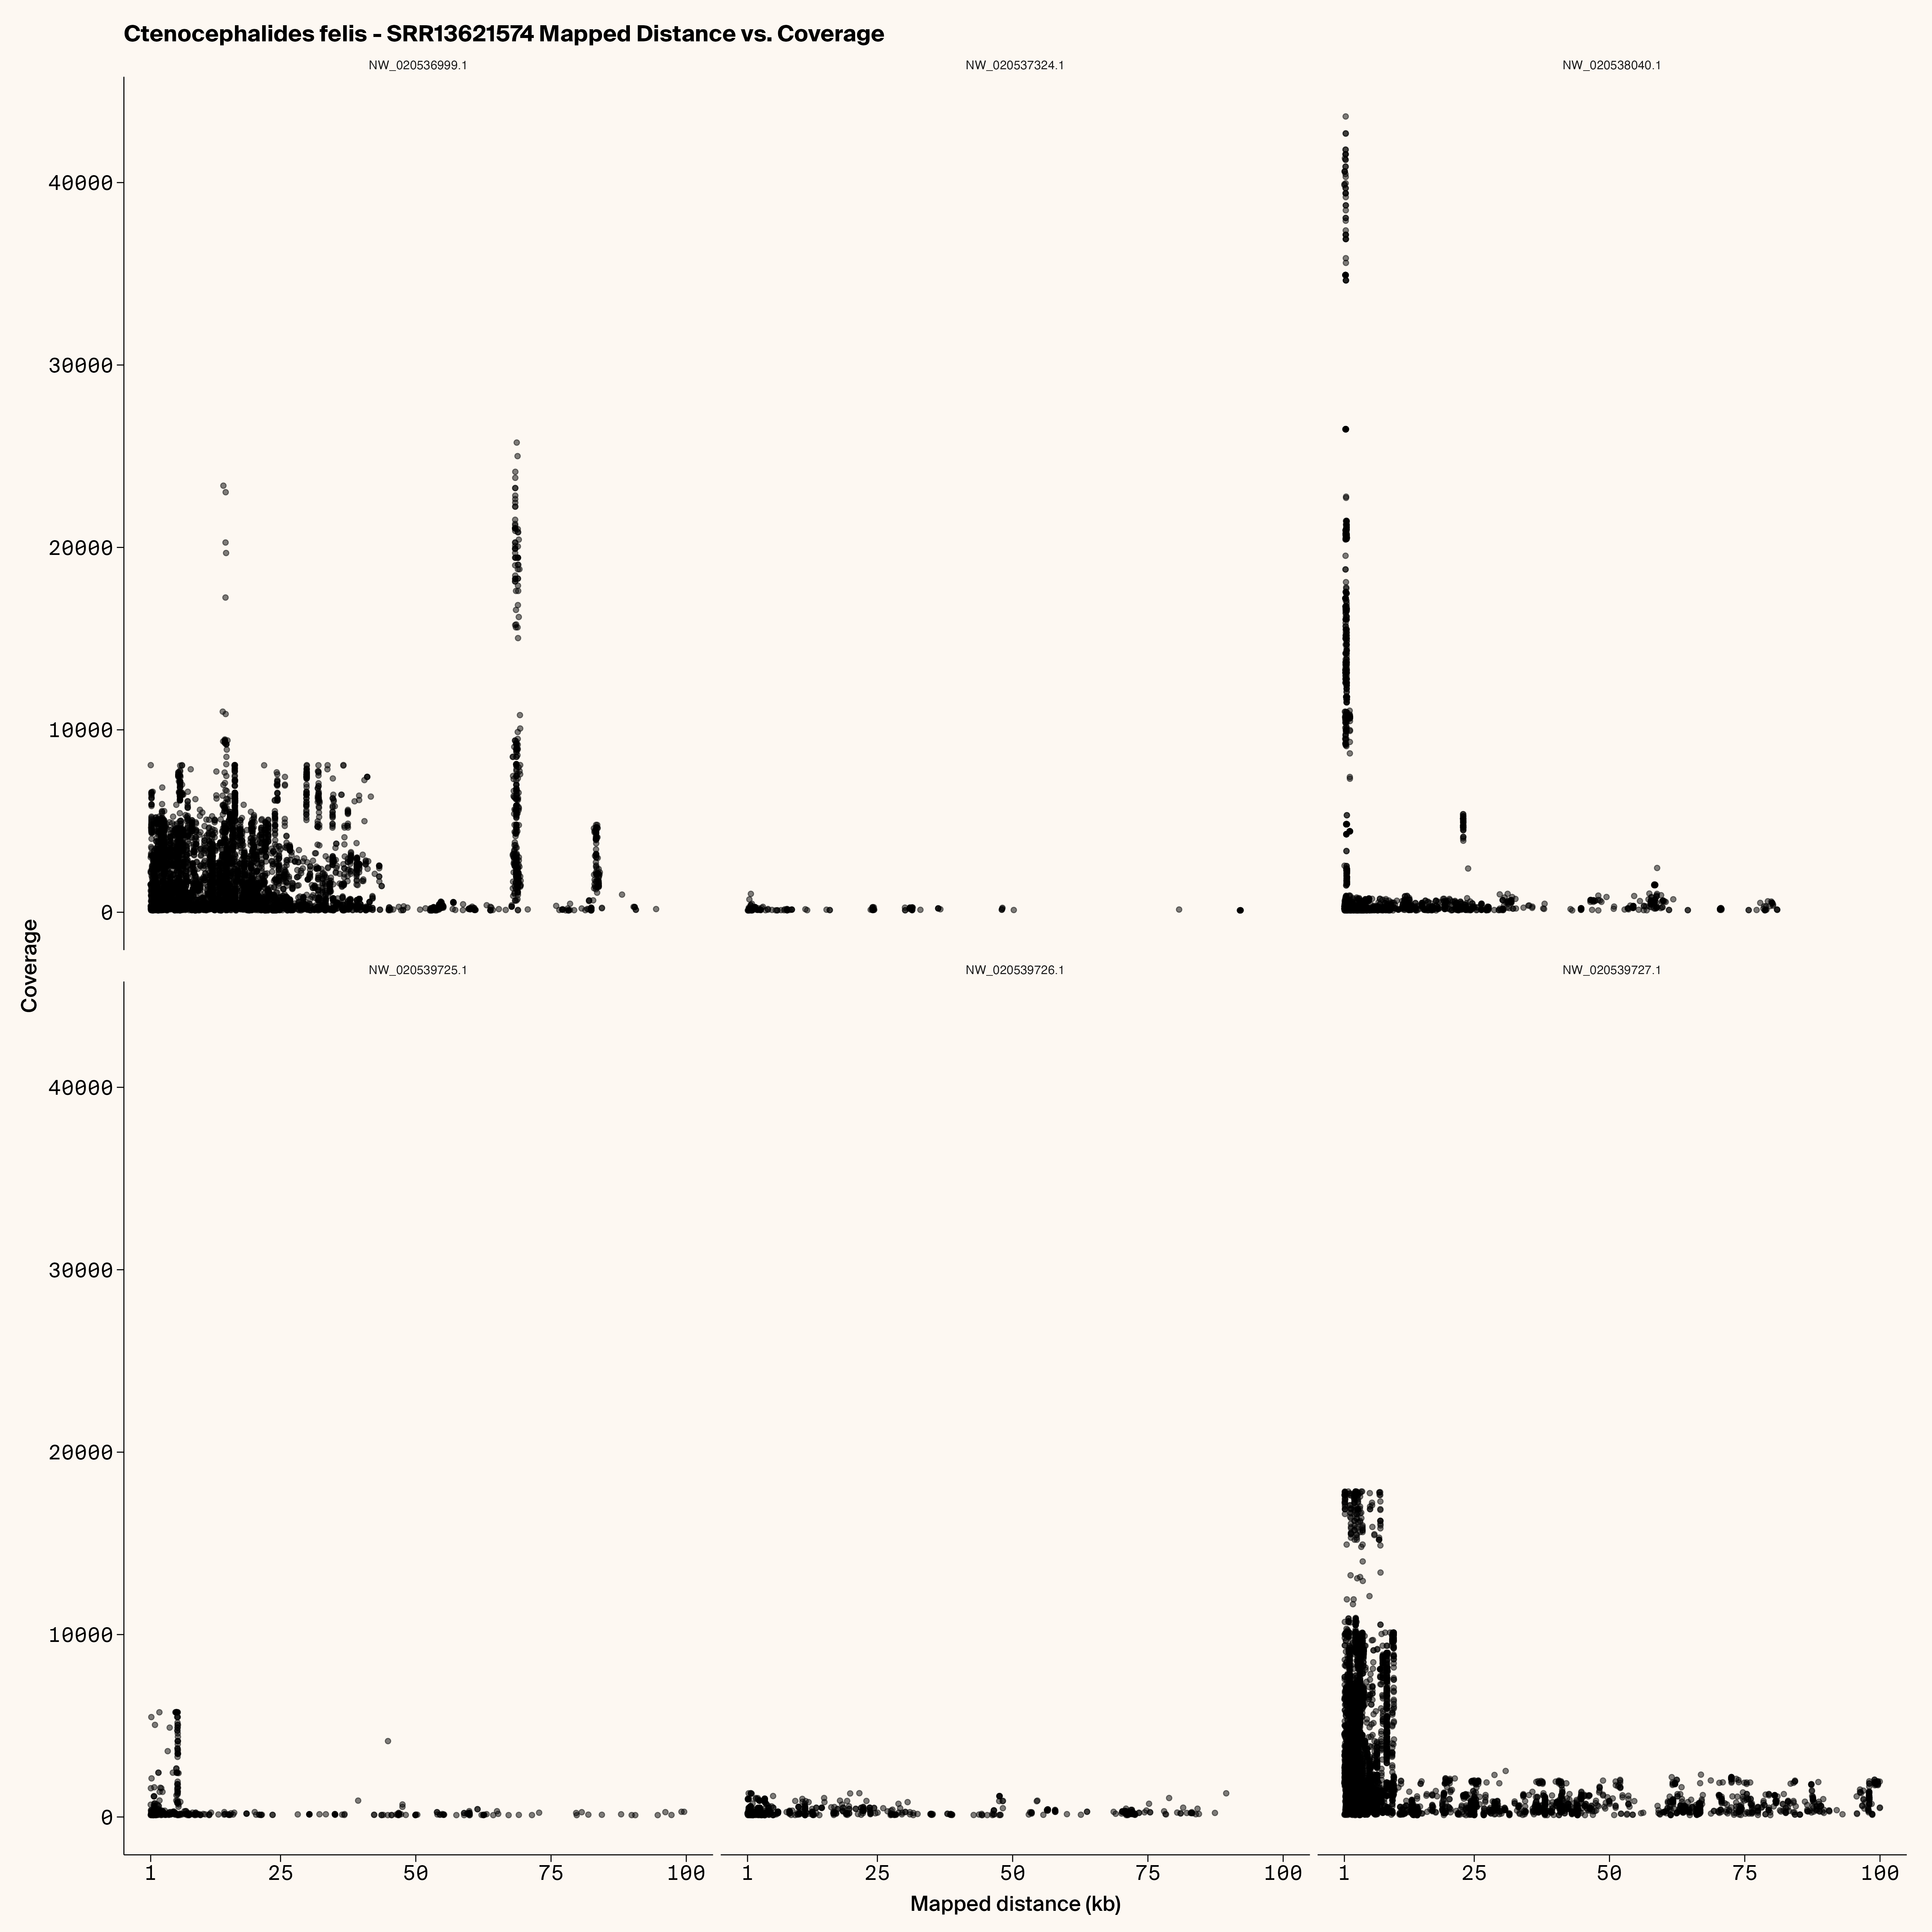 Ctenocephalides felis - SRR13621574 Mapped Distance vs. Coverage
NW_020536999.1
NW_020537324.1
NW_020538040.1
40000
30000
20000
10000
0
Coverage
NW_020539725.1
NW_020539726.1
NW_020539727.1
40000
30000
20000
10000
0
1 25 50 75 100
1 25 50 75 100
1 25 50 75 100
Mapped distance (kb)